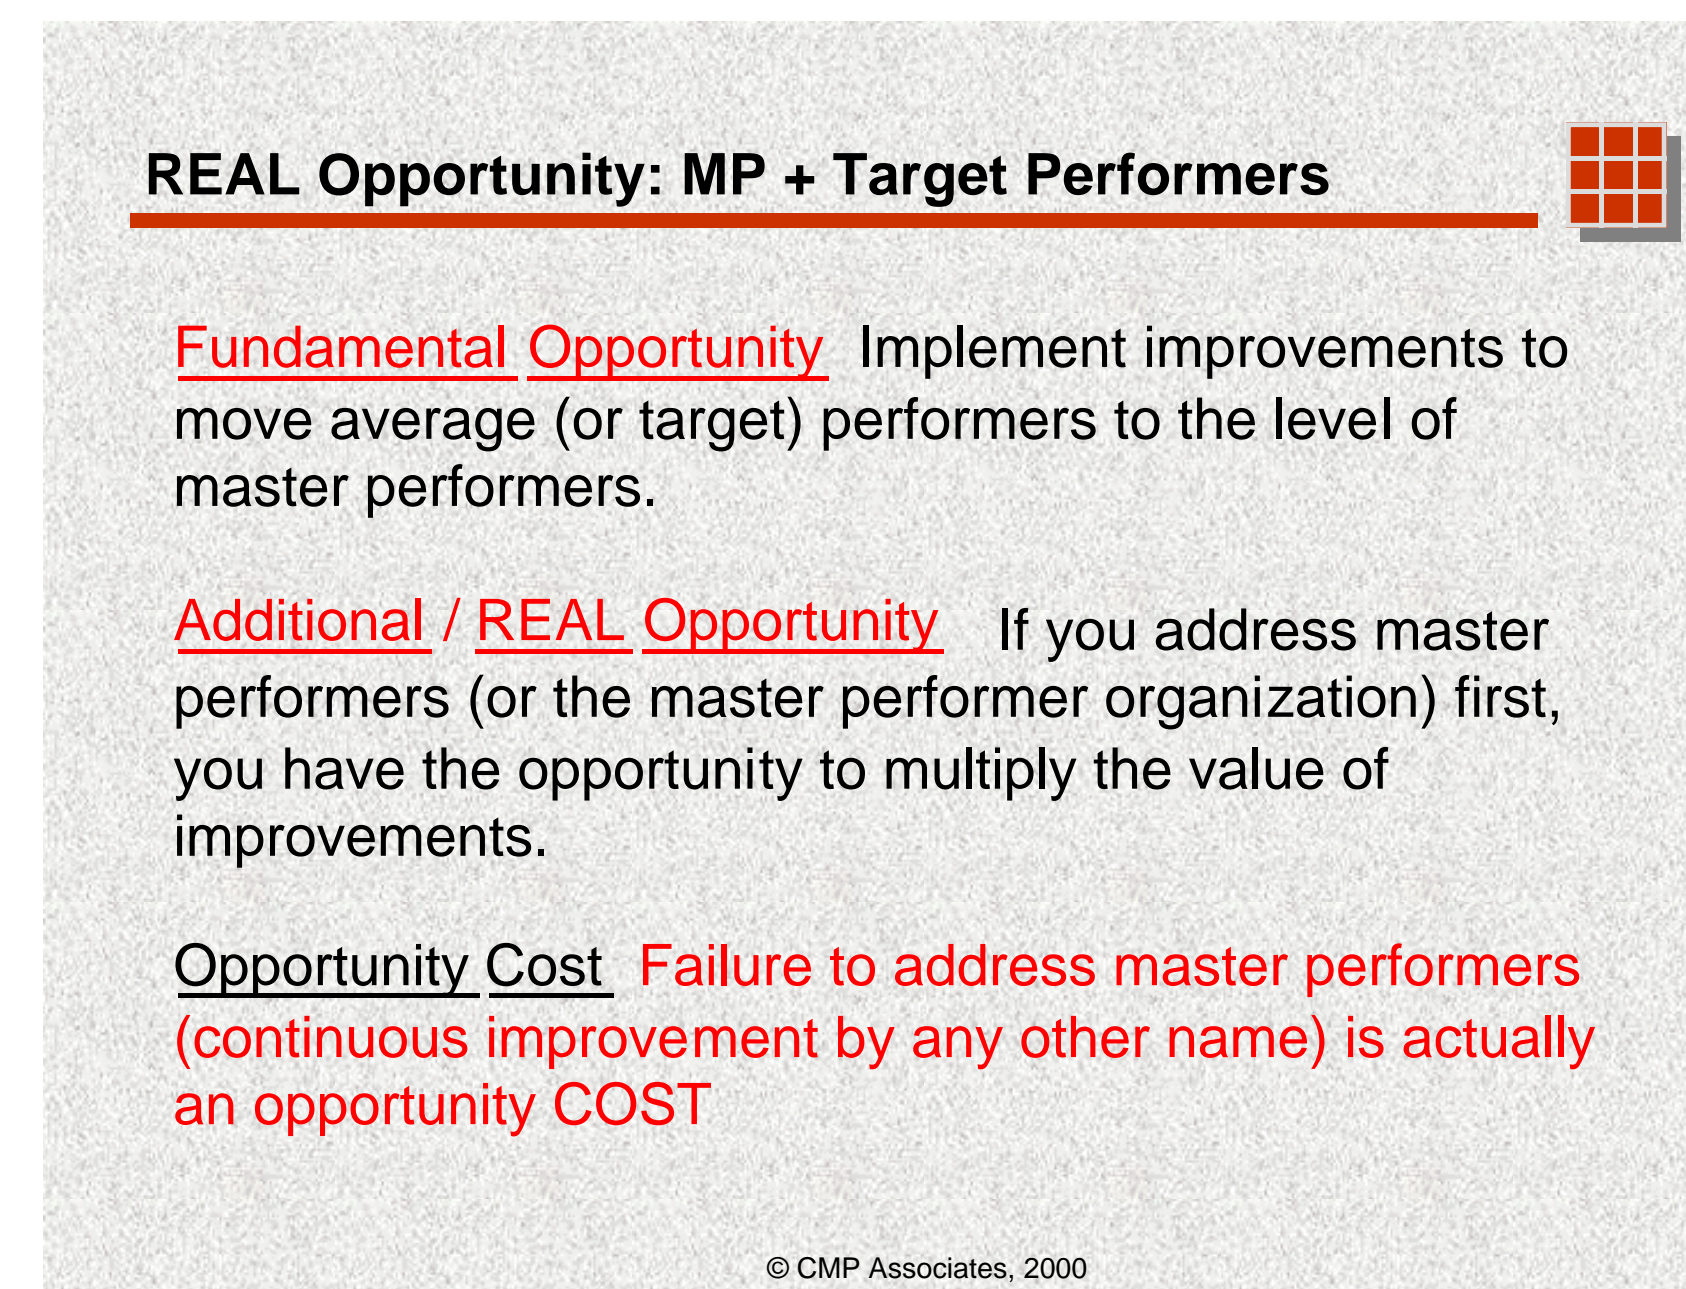 REAL Opportunity: MP + Target Performers
Fundamental Opportunity Implement improvements to
move average (or target) performers to the level of
master performers.
Additional / REAL Opportunity If you address master
performers (or the master performer organization) first,
you have the opportunity to multiply the value of
improvements.
Opportunity Cost Failure to address master performers
(continuous improvement by any other name) is actually
an opportunity COST
© CMP Associates, 2000